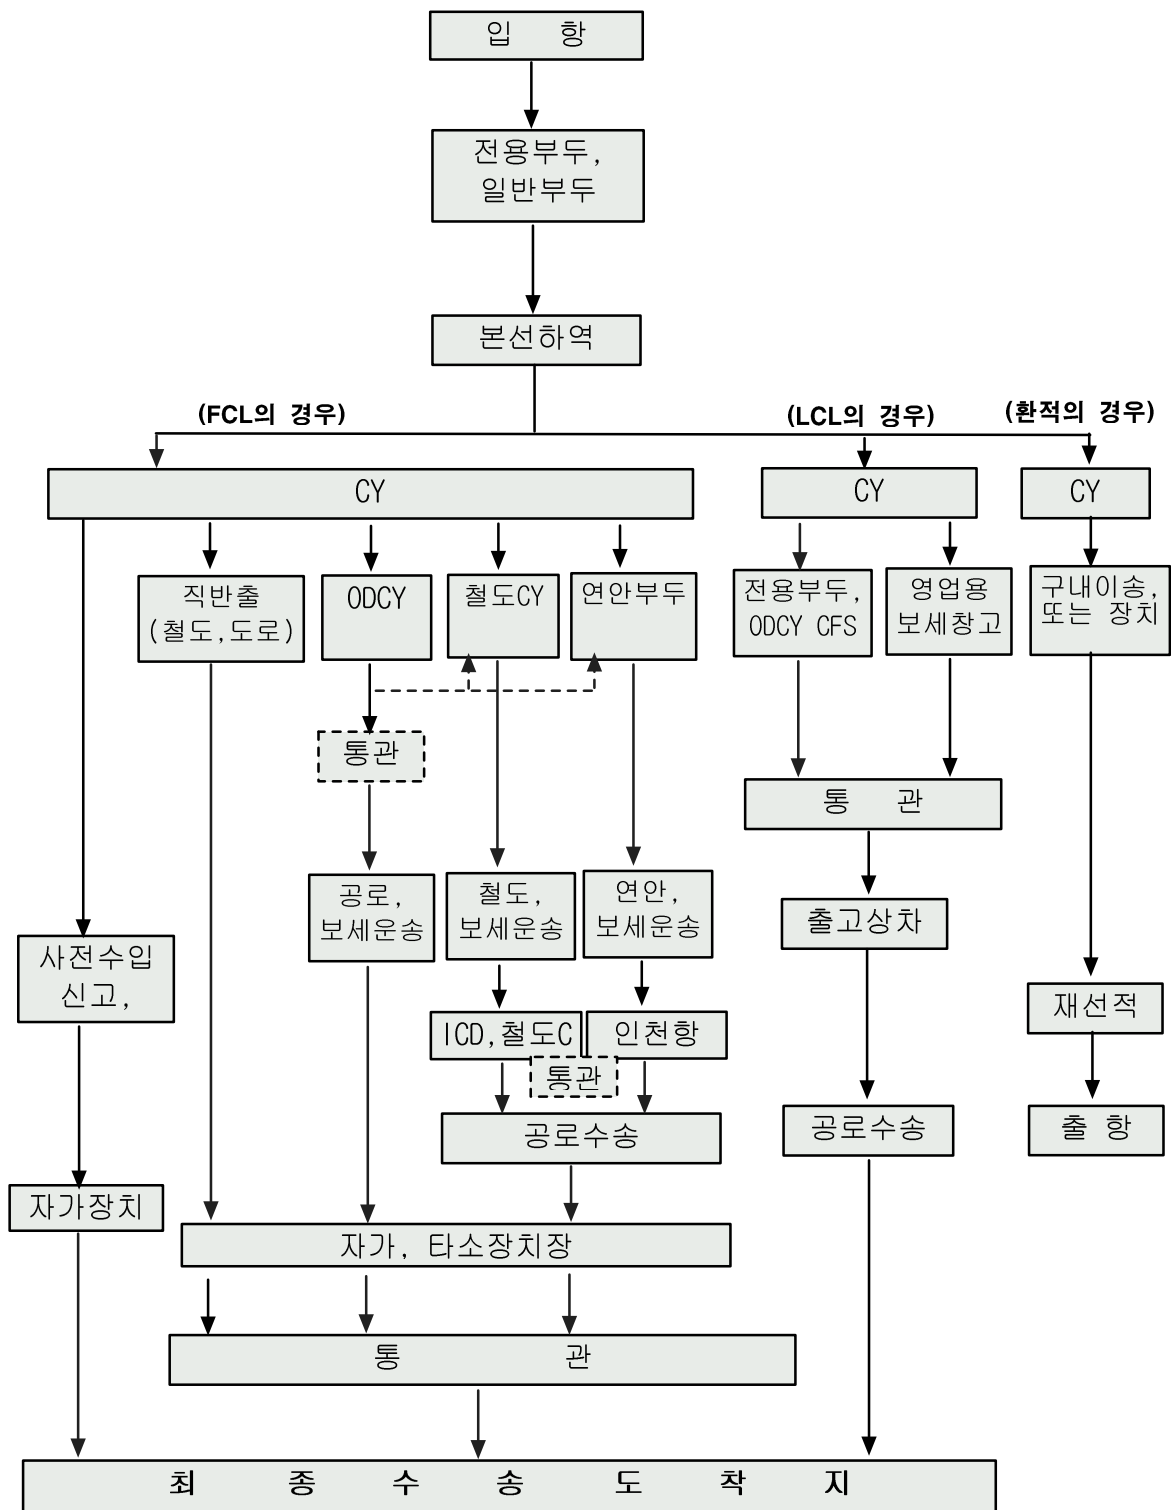 입 항
전용부두,
일반부두
본선하역
(FCL의 경우)
(LCL의 경우)
(환적의 경우)
CY
CY
CY
직반출
(철도,도로)
ODCY
철도CY
연안부두
전용부두,
ODCY CFS
영업용
보세창고
구내이송,
또는 장치
통관
통 관
공로,
보세운송
철도,
보세운송
연안,
보세운송
출고상차
사전수입
신고,
재선적
ICD,철도C
인천항
통관
공로수송
공로수송
출 항
자가장치
자가, 타소장치장
통 관
최 종 수 송 도 착 지